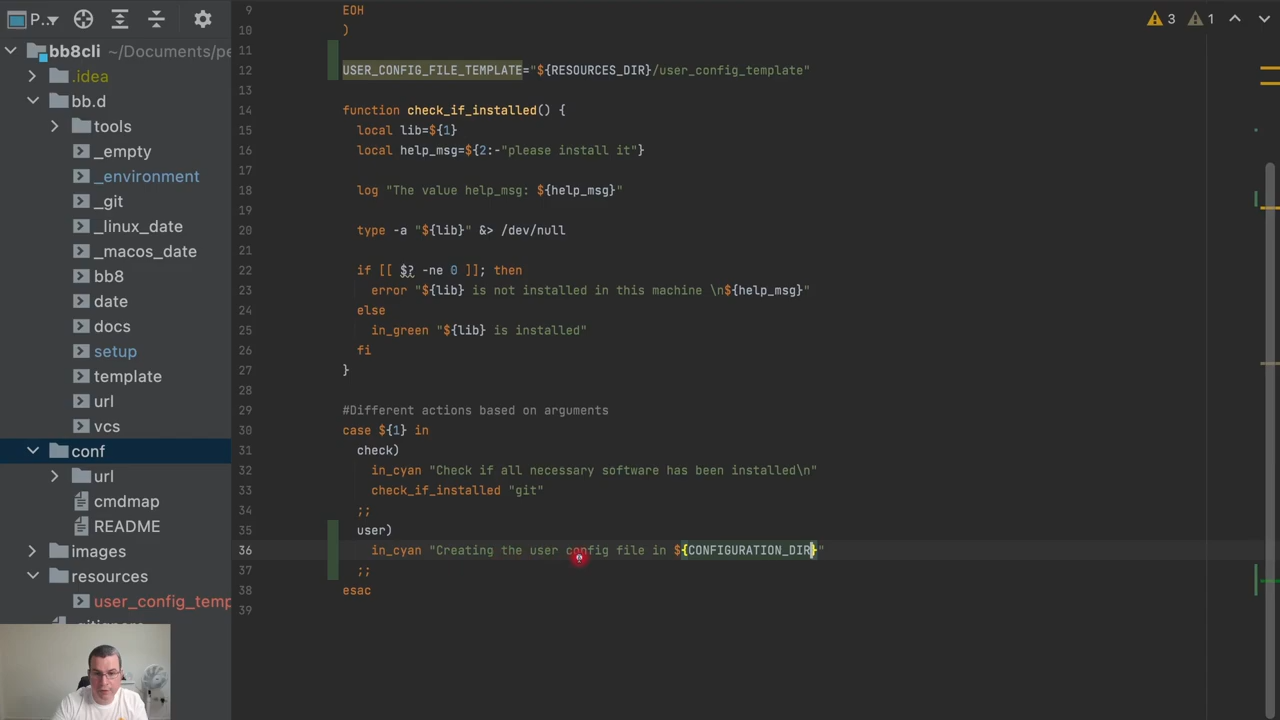 P..
bb8cli ~/Documents/pe
.idea
bb.d
tools
_empty
_environment
_git
_linux_date
_macos_date
bb8
date
docs
setup
template
url
vcs
conf
url
cmdmap
README
images
resources
user_config_temp
3 1
9 EOH
10 )
11
12 USER_CONFIG_FILE_TEMPLATE="${RESOURCES_DIR}/user_config_template"
13
14 function check_if_installed() {
15 local lib=${1}
16 local help_msg=${2:-"please install it"}
17
18 log "The value help_msg: ${help_msg}"
19
20 type -a "${lib}" &> /dev/null
21
22 if [[ $? -ne 0 ]]; then
23 error "${lib} is not installed in this machine \n${help_msg}"
24 else
25 in_green "${lib} is installed"
26 fi
27 }
28
29 #Different actions based on arguments
30 case ${1} in
31 check)
32 in_cyan "Check if all necessary software has been installed\n"
33 check_if_installed "git"
34 ;;
35 user)
36 in_cyan "Creating the user config file in ${CONFIGURATION_DIR}"
37 ;;
38 esac
39